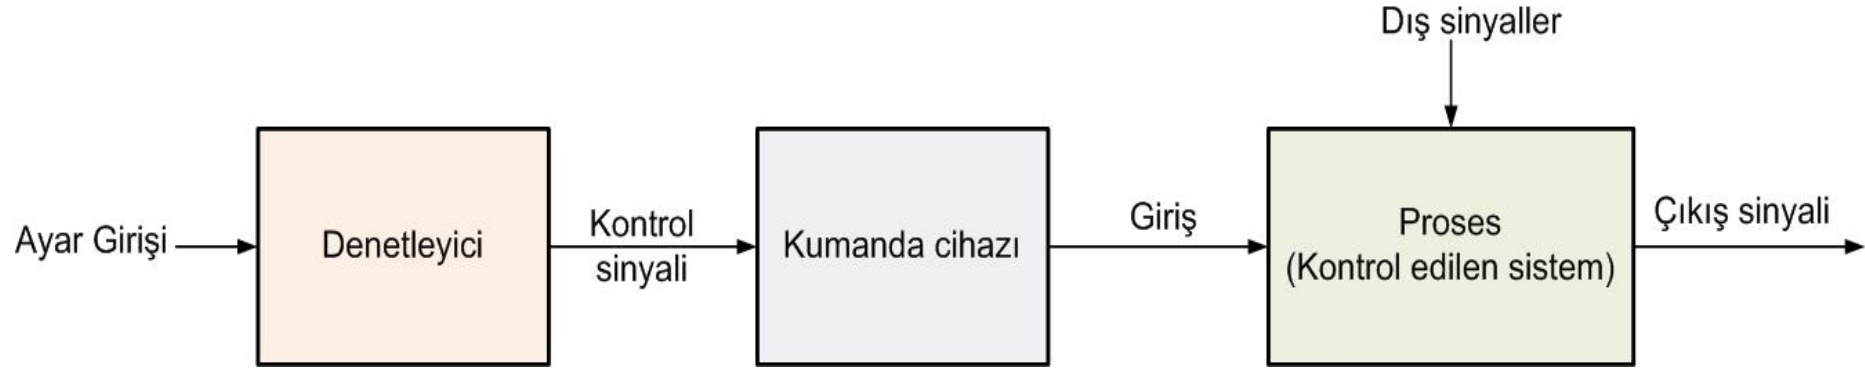 Dış sinyaller
Ayar Girişi
Denetleyici
Kontrol
sinyali
Kumanda cihazı
Giriş
Proses
(Kontrol edilen sistem)
Çıkış sinyali